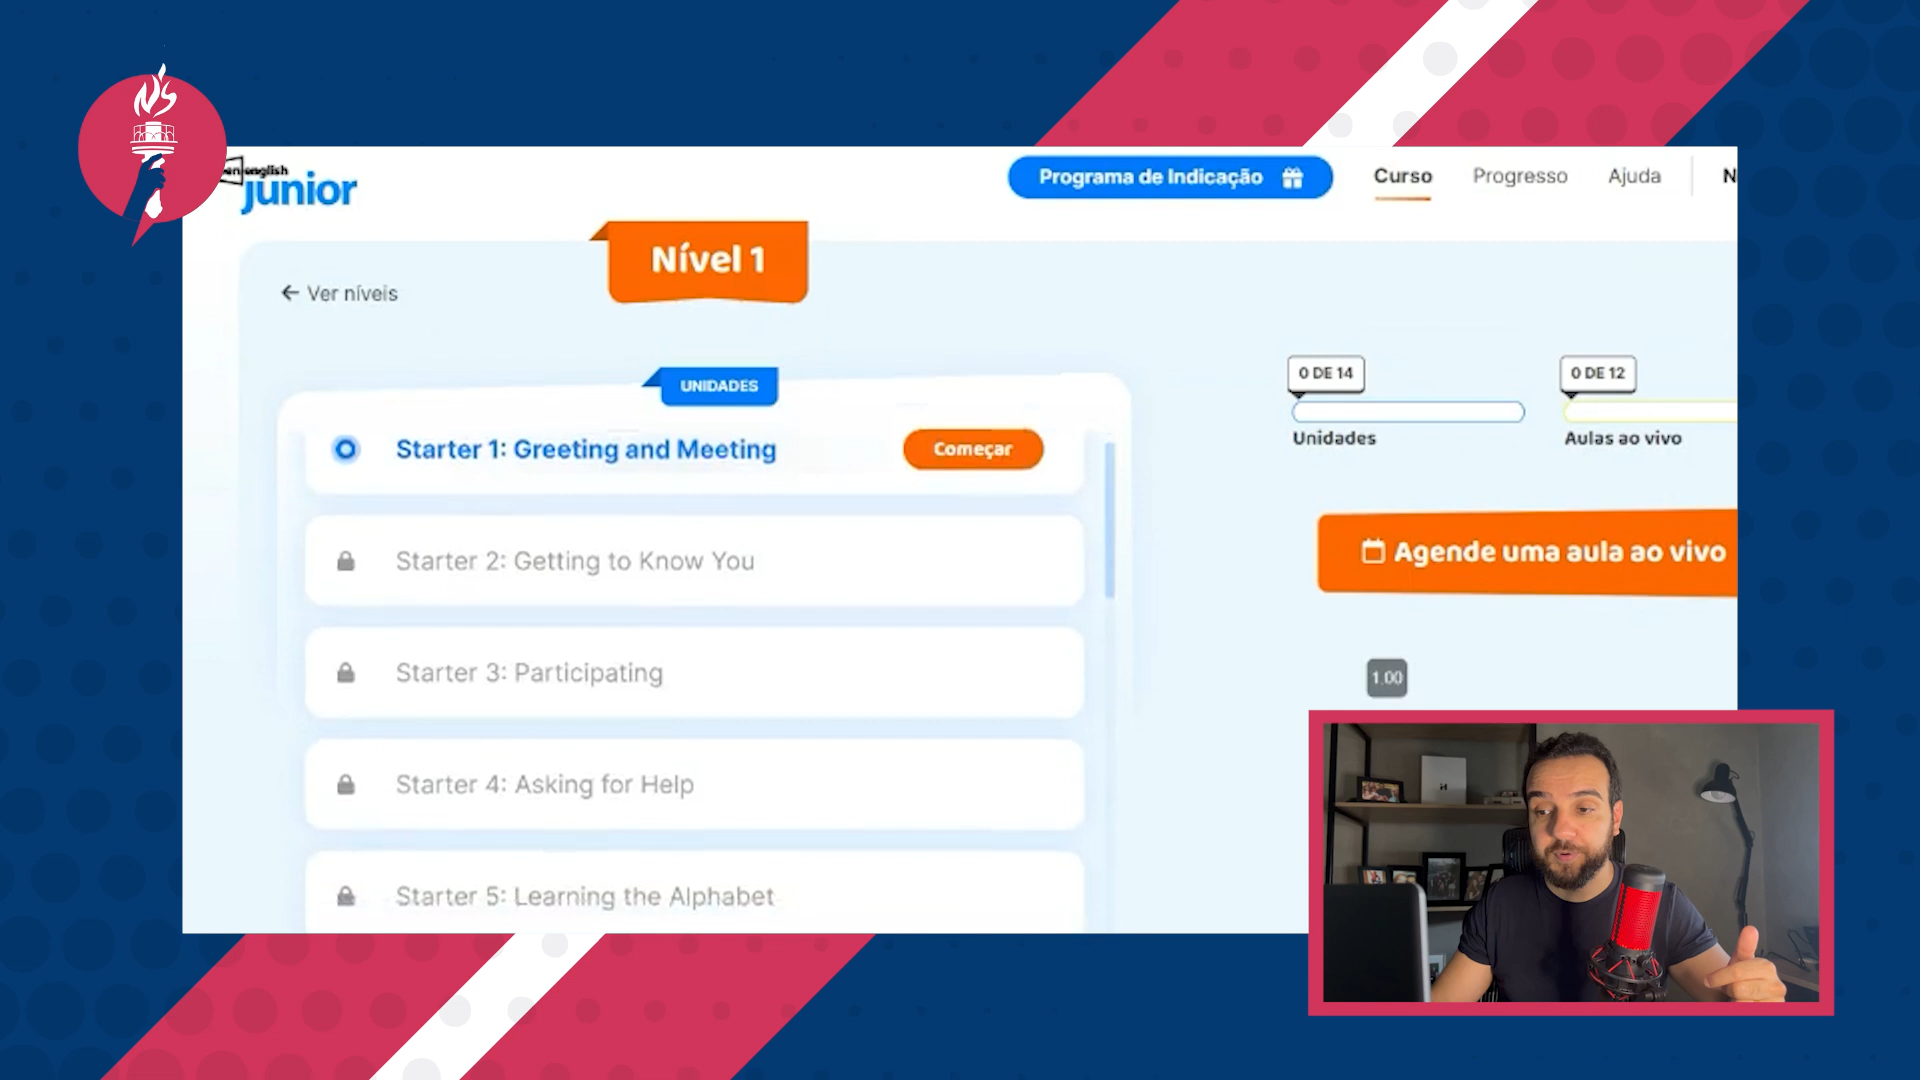 NS
english
junior
Programa de Indicação
Curso
Progresso
Ajuda
N
Nível 1
← Ver níveis
UNIDADES
Starter 1: Greeting and Meeting
Começar
Starter 2: Getting to Know You
Starter 3: Participating
Starter 4: Asking for Help
Starter 5: Learning the Alphabet
0 DE 14
Unidades
0 DE 12
Aulas ao vivo
Agende uma aula ao vivo
1.00